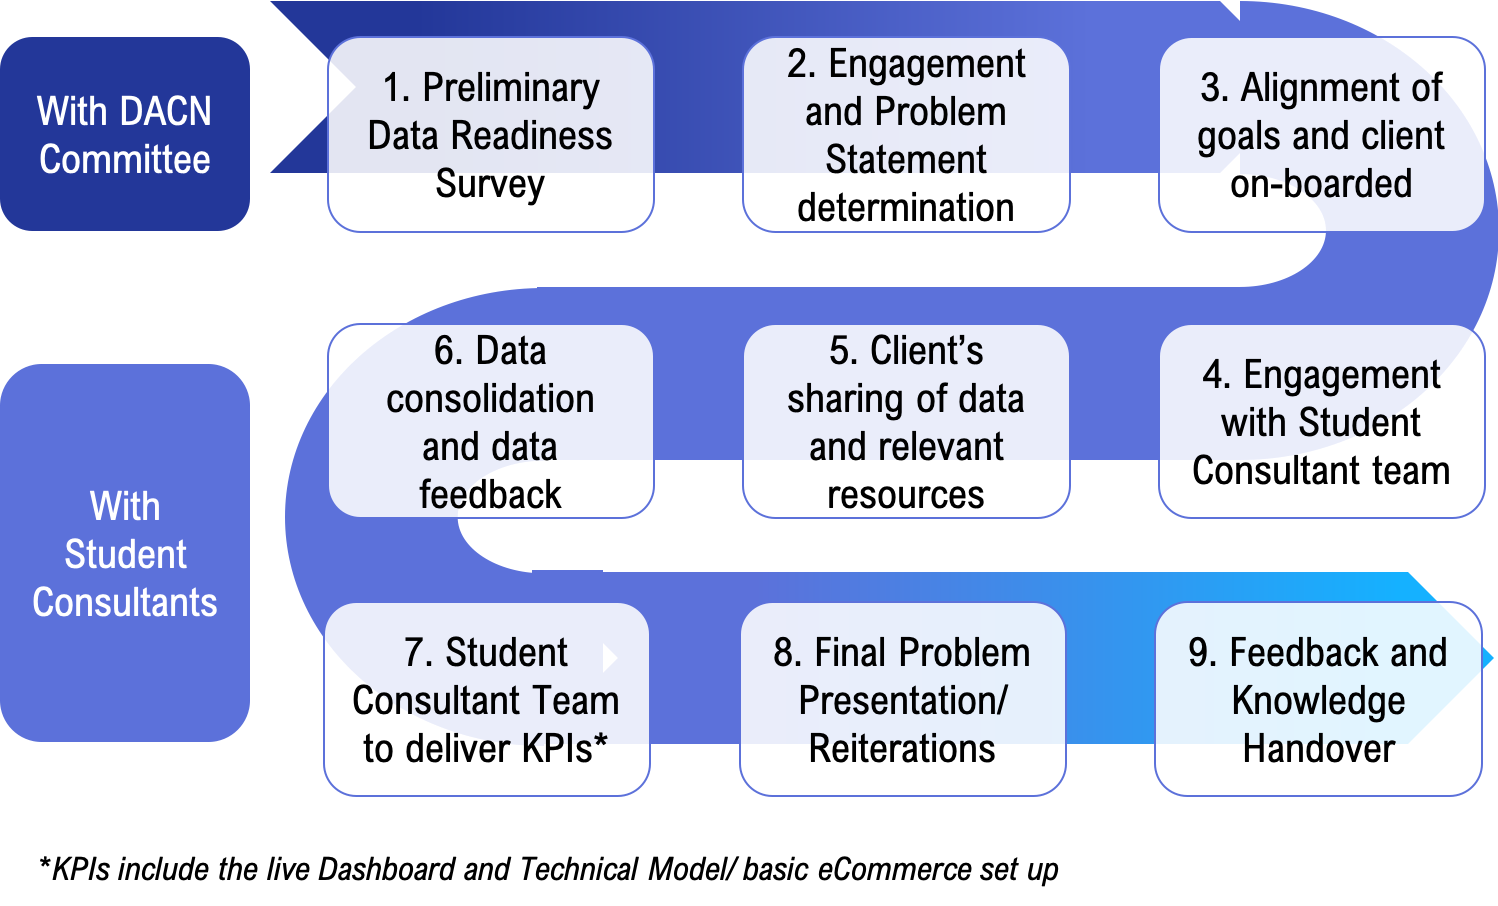 With DACN
Committee
1. Preliminary
Data Readiness
Survey
2. Engagement
and Problem
Statement
determination
3. Alignment of
goals and client
on-boarded
With
Student
Consultants
4. Engagement
with Student
Consultant team
5. Client’s
sharing of data
and relevant
resources
6. Data
consolidation
and data
feedback
7. Student
Consultant Team
to deliver KPIs*
8. Final Problem
Presentation/
Reiterations
9. Feedback and
Knowledge
Handover
*KPIs include the live Dashboard and Technical Model/ basic eCommerce set up